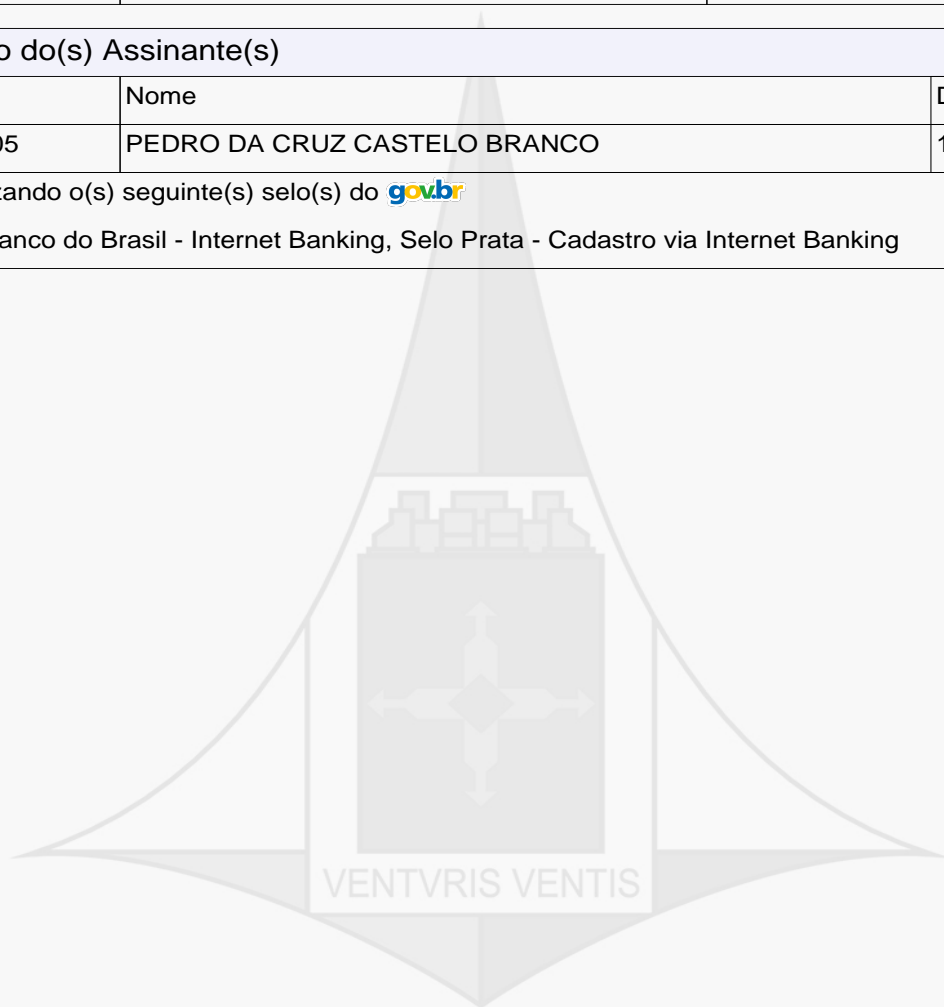 o do(s) Assinante(s)
Nome
05 PEDRO DA CRUZ CASTELO BRANCO 1
zando o(s) seguinte(s) selo(s) do gov.br
anco do Brasil - Internet Banking, Selo Prata - Cadastro via Internet Banking
VENTVRIS VENTIS